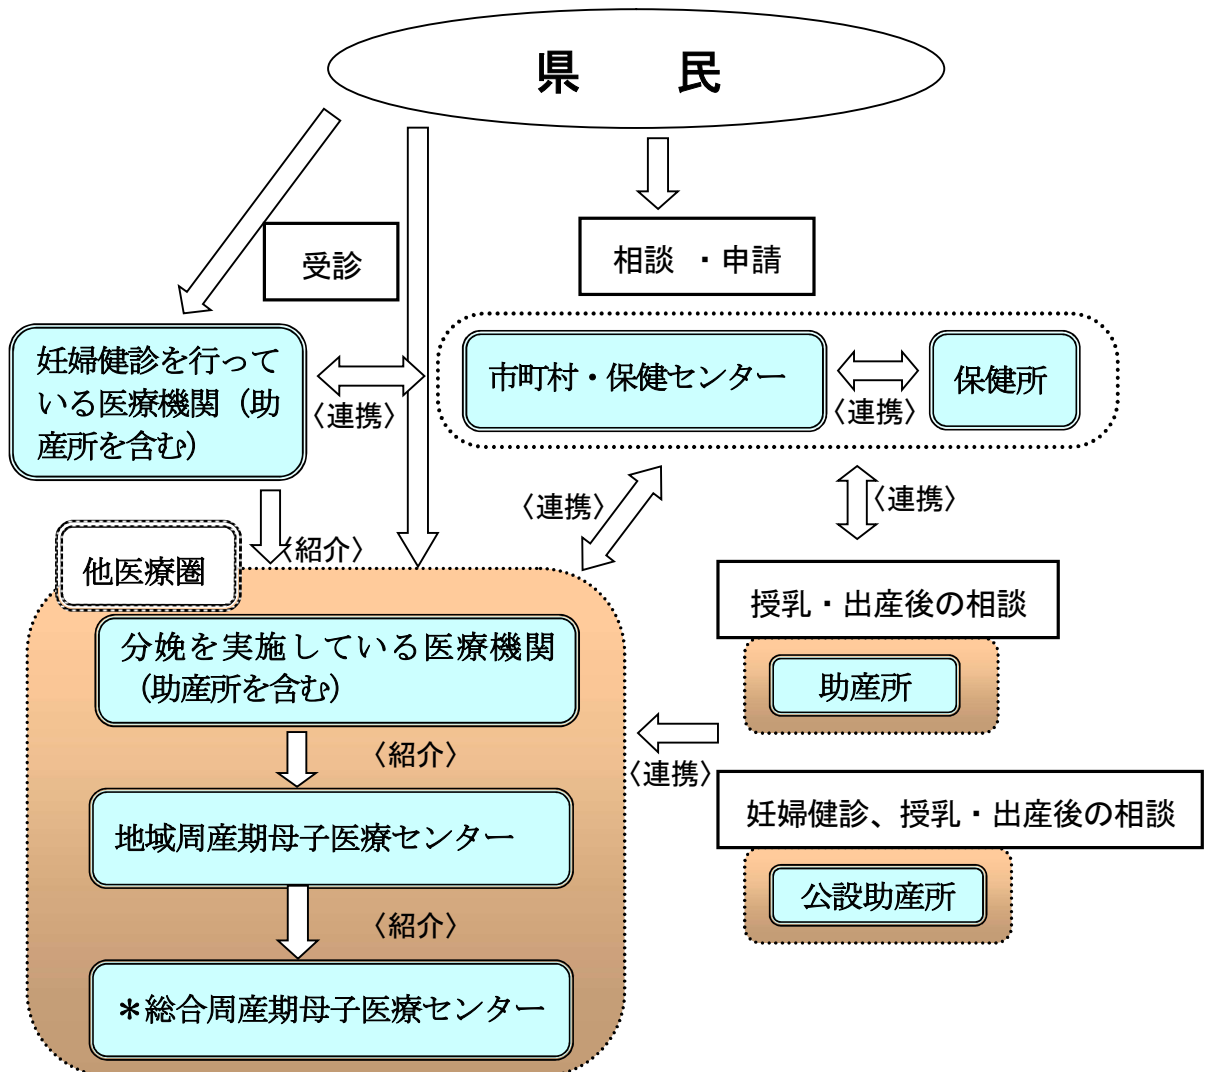 県　　民
受診
相談　・申請
妊婦健診を行って
いる医療機関（助
産所を含む）
〈連携〉
市町村・保健センター
〈連携〉
保健所
〈紹介〉
〈連携〉
〈連携〉
他医療圏
分娩を実施している医療機関
（助産所を含む）
〈紹介〉
地域周産期母子医療センター
〈紹介〉
＊総合周産期母子医療センター
授乳・出産後の相談
助産所
〈連携〉
妊婦健診、授乳・出産後の相談
公設助産所